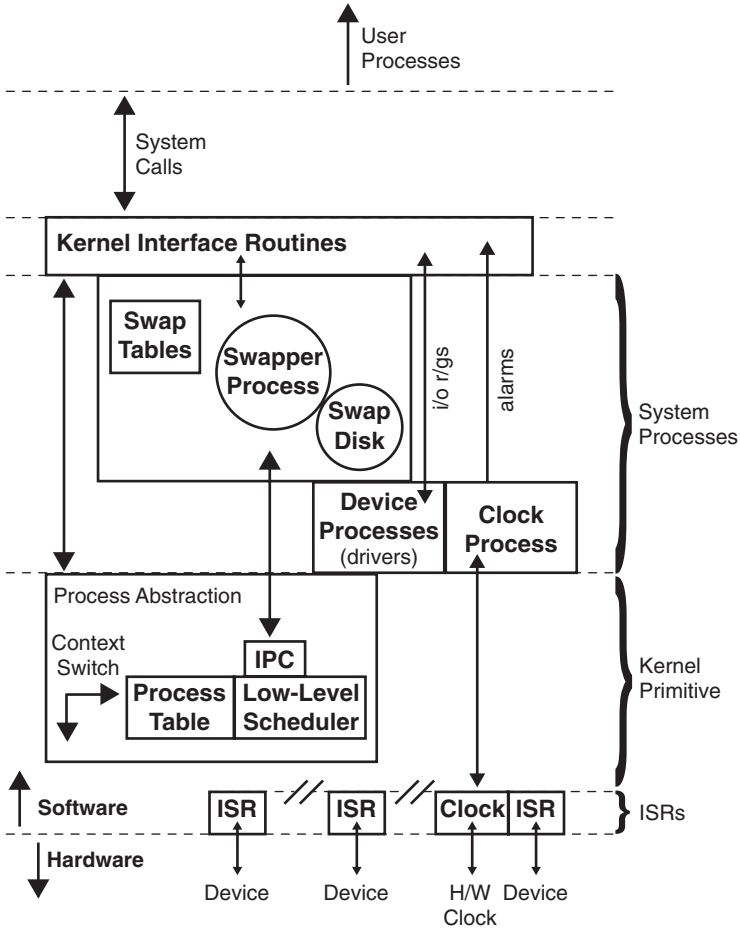 User
Processes
System
Calls
Kernel Interface Routines
Swap
Tables
Swapper
Process
Swap
Disk
i/o r/gs
alarms
System
Processes
Device
Processes
(drivers)
Clock
Process
Process Abstraction
Context
Switch
IPC
Process
Table
Low-Level
Scheduler
Kernel
Primitive
Software
ISR
ISR
Clock
ISR
ISRs
Hardware
Device
Device
H/W
Clock
Device